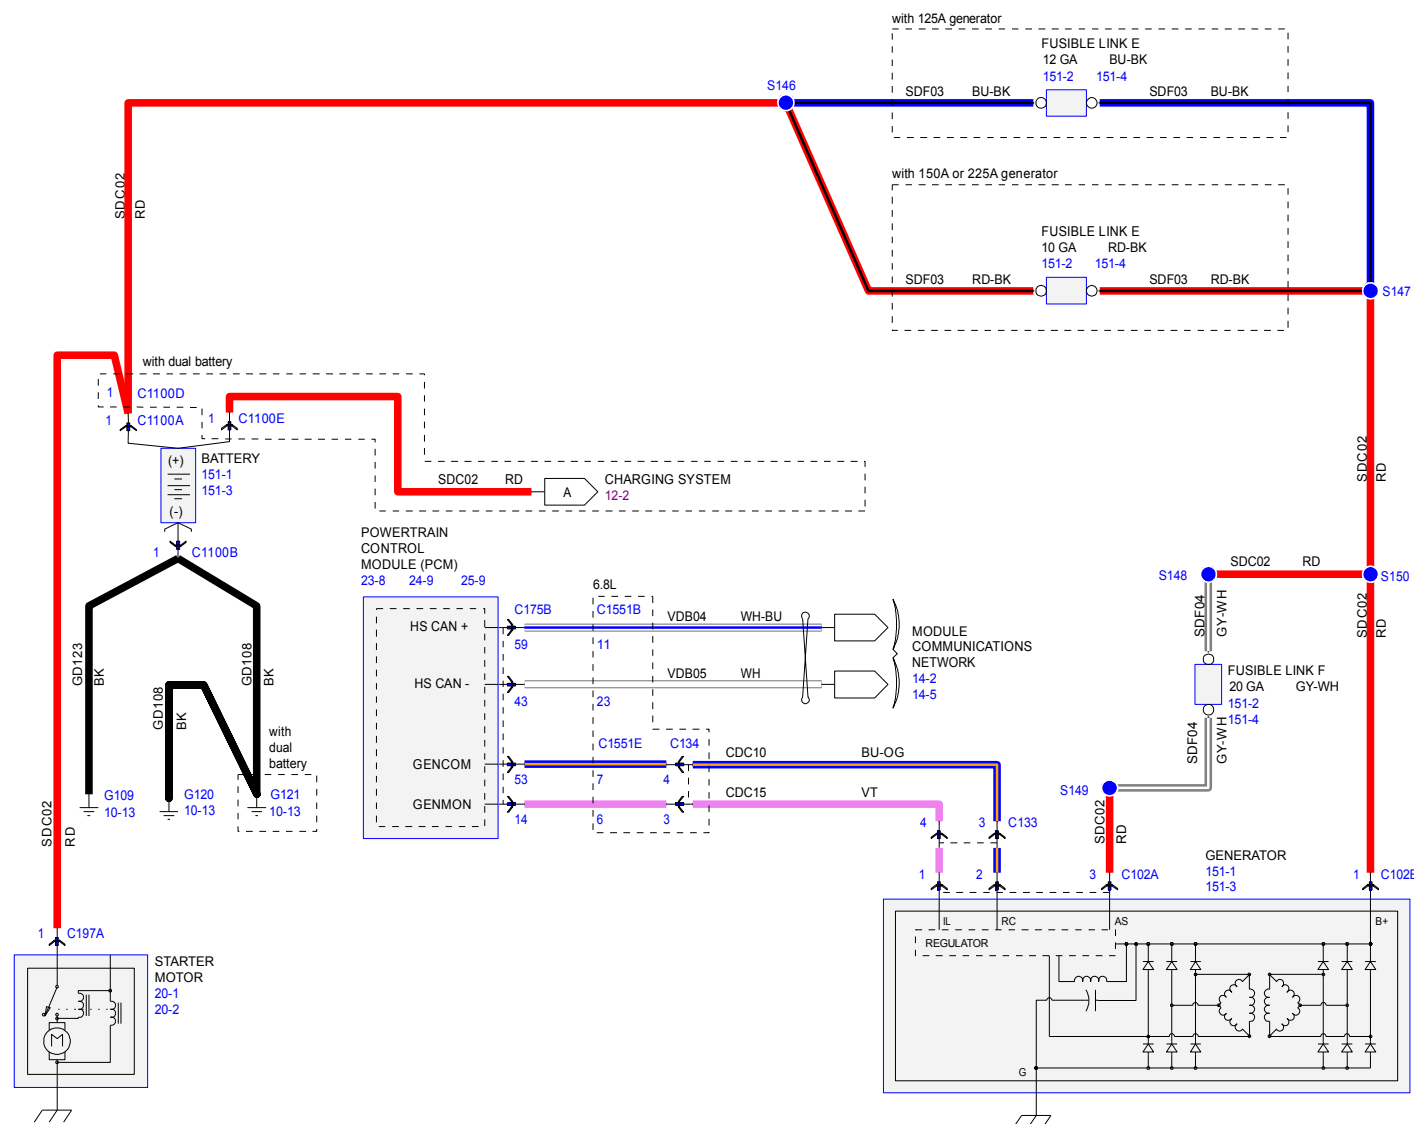 with 125A generator
FUSIBLE LINK E
12 GA BU-BK
151-2 151-4
S146
SDF03 BU-BK SDF03 BU-BK
with 150A or 225A generator
FUSIBLE LINK E
10 GA RD-BK
151-2 151-4
SDF03 RD-BK SDF03 RD-BK
S147
SDC02
RD
with dual battery
1 C1100D
1 C1100A
1 C1100E
(+)
(-)
BATTERY
151-1
151-3
SDC02 RD
A
CHARGING SYSTEM
12-2
1 C1100B
SDC02
RD
POWERTRAIN
CONTROL
MODULE (PCM)
23-8 24-9 25-9
6.8L
HS CAN +
C175B
59
C1551B
11
VDB04 WH-BU
HS CAN -
43
23
VDB05 WH
MODULE
COMMUNICATIONS
NETWORK
14-2
14-5
GENCOM
53
C1551E
7
C134
4
CDC10 BU-OG
GENMON
14
6
3
CDC15 VT
S148
SDC02 RD
S150
SDF04
GY-WH
FUSIBLE LINK F
20 GA GY-WH
151-2
151-4
SDF04
GY-WH
SDC02
RD
S149
SDC02
RD
GD123
BK
GD108
BK
GD108
BK
with
dual
battery
G109
10-13
G120
10-13
G121
10-13
SDC02
RD
4 3 C133
1 2 3 C102A
GENERATOR
151-1
151-3
1 C102B
IL RC AS B+
REGULATOR
G
1 C197A
STARTER
MOTOR
20-1
20-2
M